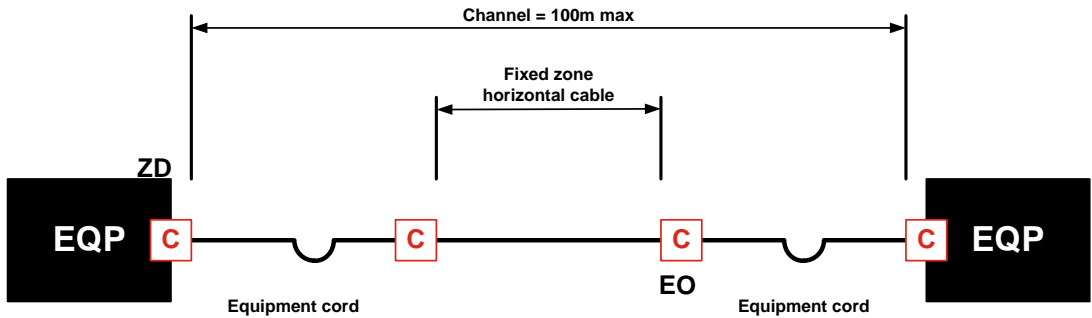 Channel = 100m max
Fixed zone
horizontal cable
ZD
EQP C C C C EQP
EO
Equipment cord Equipment cord